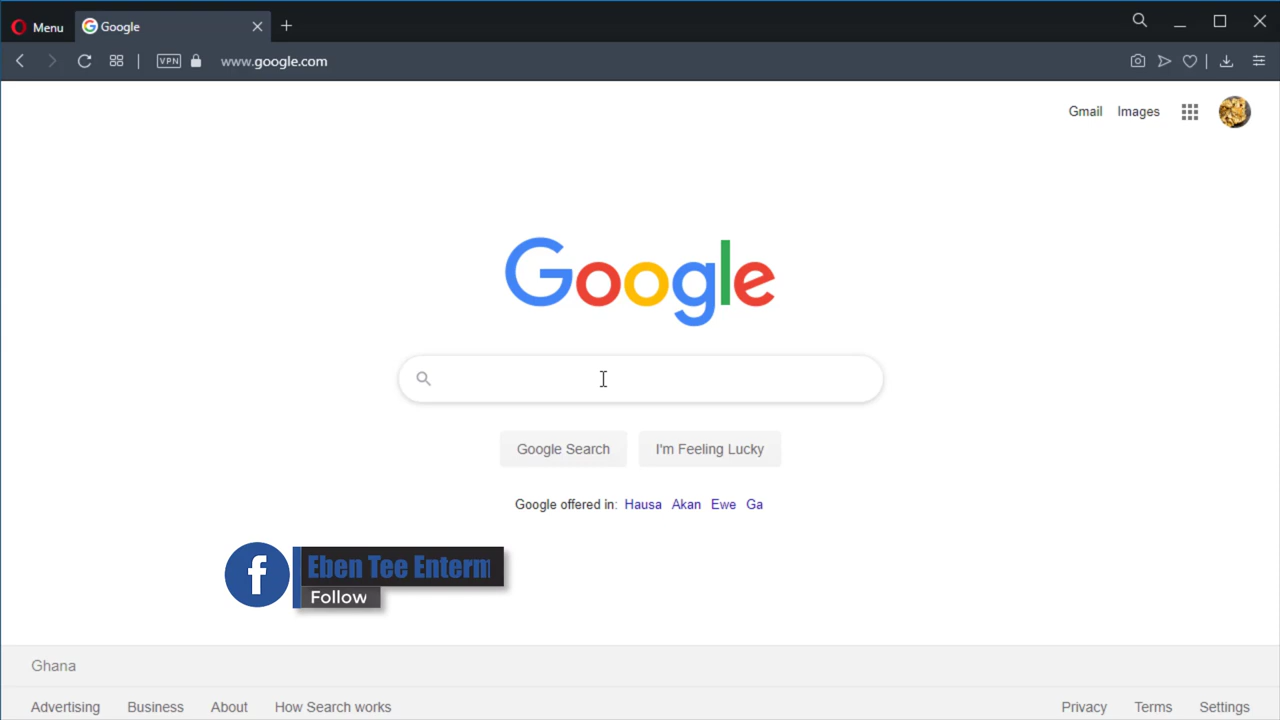 Menu
Google
VPN
www.google.com
Gmail Images
Google
Google Search
I'm Feeling Lucky
Google offered in: Hausa Akan Ewe Ga
f
Eben Tee
Follow
Ghana
Advertising Business About How Search works
Privacy Terms Settings